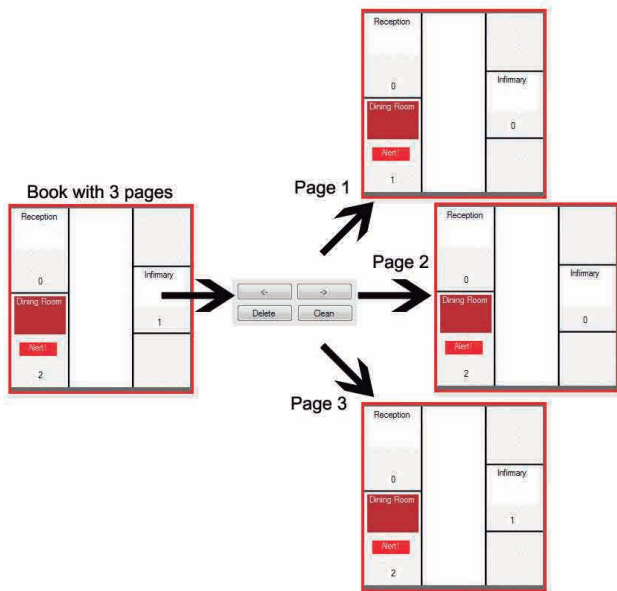 Reception
Infirmary
0
0
Dining Room
Alert!
1
Page 1
Book with 3 pages
Reception
Infirmary
0
1
Dining Room
Alert!
2
<-
->
Delete
Clean
Page 2
Reception
Infirmary
0
0
Dining Room
Alert!
2
Page 3
Reception
Infirmary
0
1
Dining Room
Alert!
2